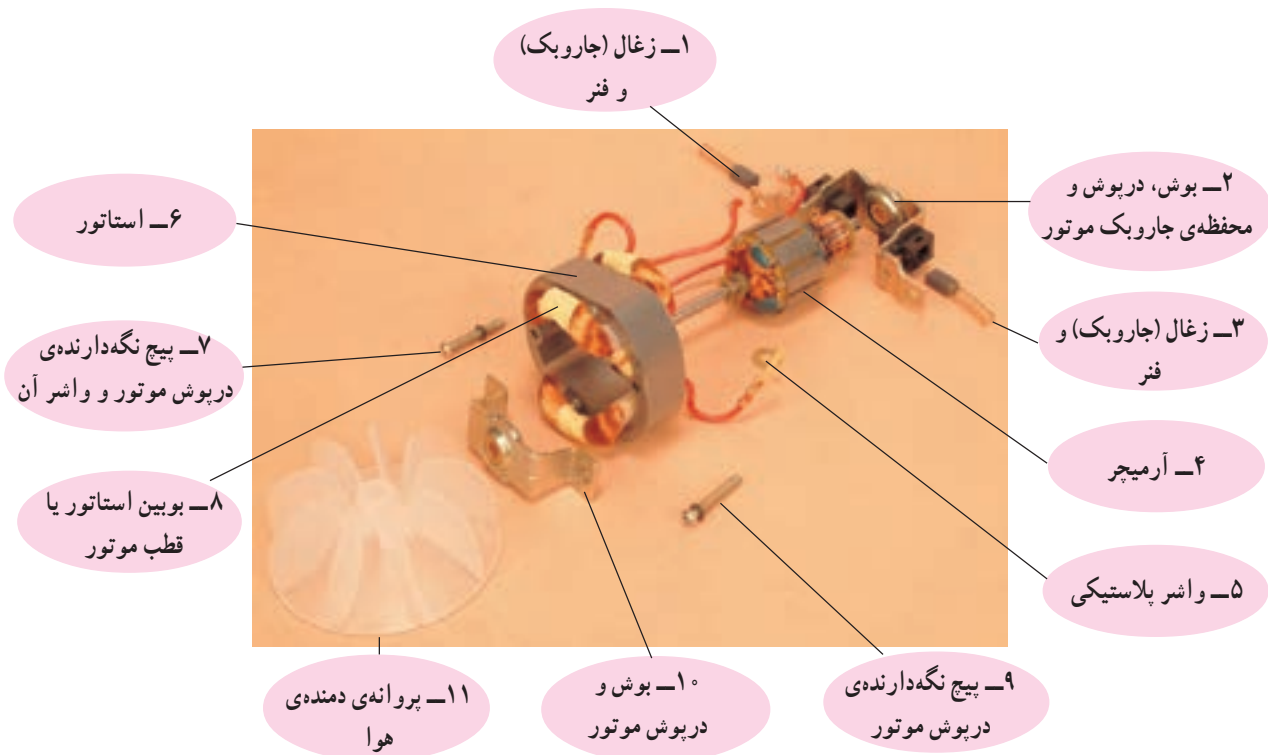 ۱ــ زغال (جاروبک)
و فنر
۲ــ بوش، درپوش و
محفظه‌ی جاروبک موتور
۳ــ زغال (جاروبک) و
فنر
۴ــ آرمیچر
۵ــ واشر پلاستیکی
۶ــ استاتور
۷ــ پیچ نگه‌دارنده‌ی
درپوش موتور و واشر آن
۸ــ بوبین استاتور یا
قطب موتور
۹ــ پیچ نگه‌دارنده‌ی
درپوش موتور
۱۰ــ بوش و
درپوش موتور
۱۱ــ پروانه‌ی دمنده‌ی
هوا